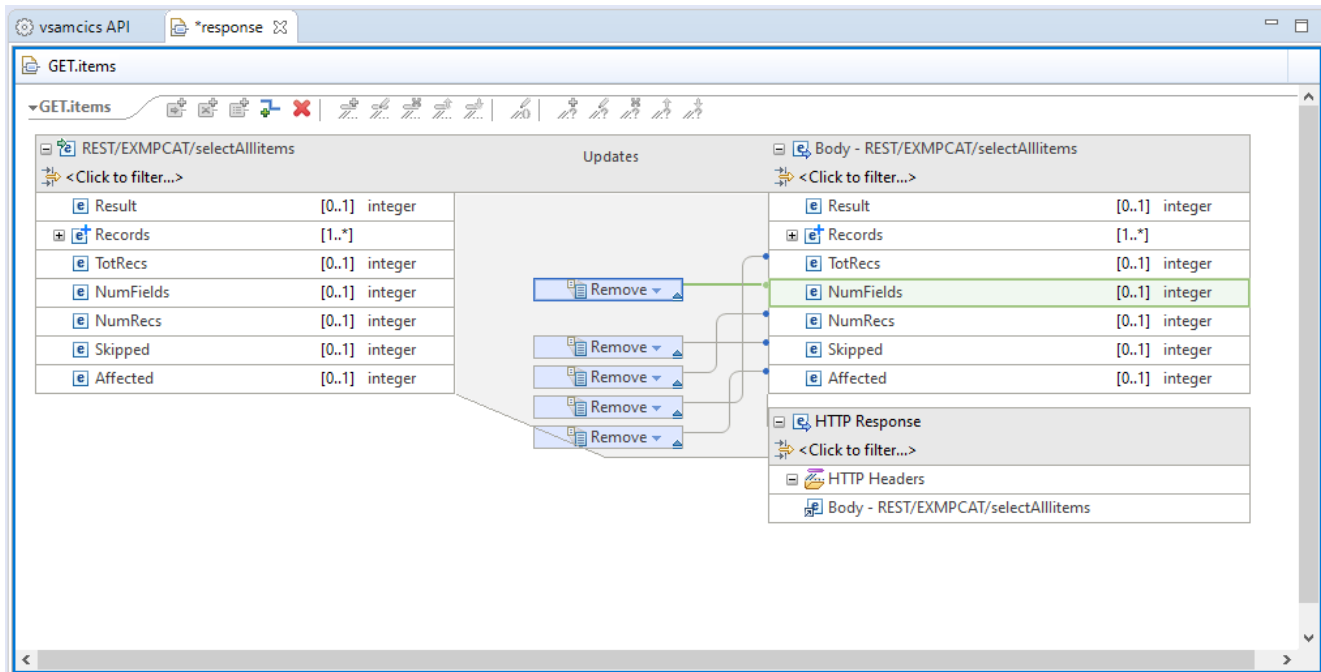 vsamcics API *response
GET.items
GET.items
REST/EXMPCAT/selectAllitems Updates Body - REST/EXMPCAT/selectAllitems
<Click to filter...> <Click to filter...>
Result [0..1] integer Result [0..1] integer
Records [1..*] Records [1..*]
TotRecs [0..1] integer TotRecs [0..1] integer
NumFields [0..1] integer Remove NumFields [0..1] integer
NumRecs [0..1] integer NumRecs [0..1] integer
Skipped [0..1] integer Remove Skipped [0..1] integer
Affected [0..1] integer Remove Affected [0..1] integer
Remove
HTTP Response
Remove
<Click to filter...>
HTTP Headers
Body - REST/EXMPCAT/selectAllitems